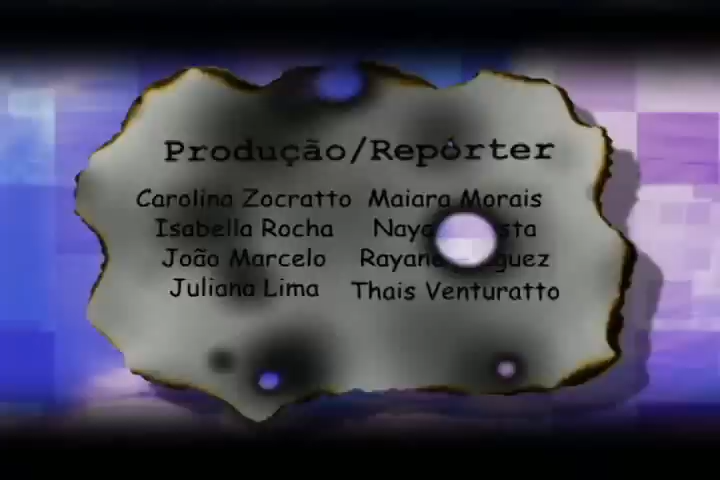 Produção/Repórter
Carolina Zocratto Maiara Morais
Isabella Rocha
João Marcelo
Juliana Lima Thais Venturatto